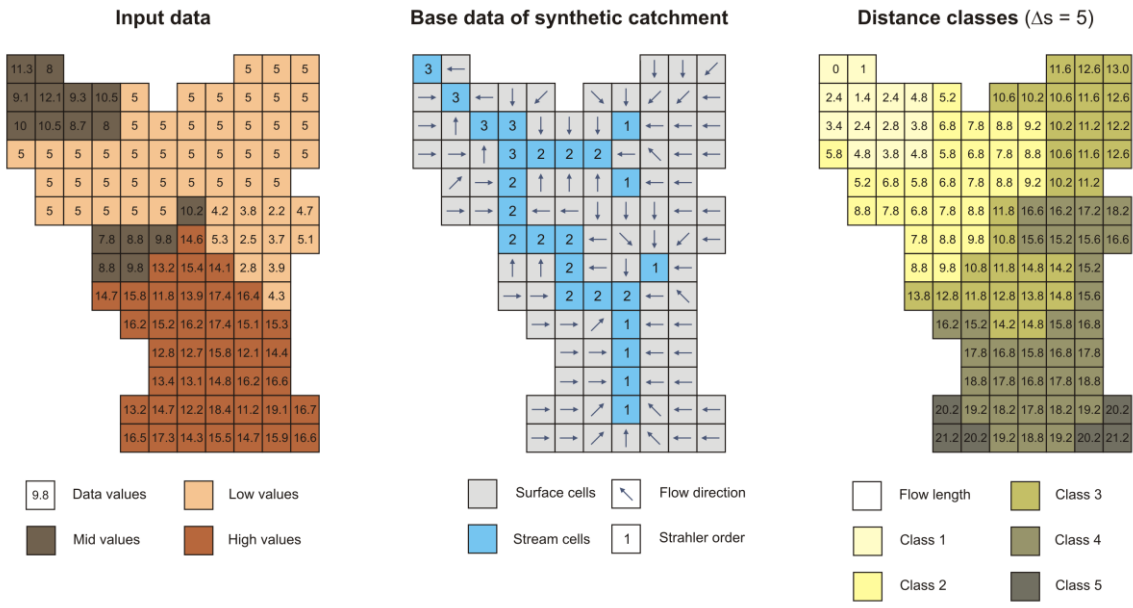 Input data
11.3 8 5 5 5
9.1 12.1 9.3 10.5 5 5 5 5 5 5
10 10.5 8.7 8 5 5 5 5 5 5 5
5 5 5 5 5 5 5 5 5 5 5
5 5 5 5 5 5 5 5 5
5 5 5 5 5 10.2 4.2 3.8 2.2 4.7
7.8 8.8 9.8 14.6 5.3 2.5 3.7 5.1
8.8 9.8 13.2 15.4 14.1 2.8 3.9
14.7 15.8 11.8 13.9 17.4 16.4 4.3
16.2 15.2 16.2 17.4 15.1 15.3
12.8 12.7 15.8 12.1 14.4
13.4 13.1 14.8 16.2 16.6
13.2 14.7 12.2 18.4 11.2 19.1 16.7
16.5 17.3 14.3 15.5 14.7 15.9 16.6
9.8 Data values
Low values
Mid values
High values
Base data of synthetic catchment
3
3
3 3 1
3 2 2 2
2 1
2
2 2 2
2 1
2 2 2
1
1
1
1
Surface cells
Flow direction
Stream cells
1 Strahler order
Distance classes (Δs = 5)
0 1 11.6 12.6 13.0
2.4 1.4 2.4 4.8 5.2 10.6 10.2 10.6 11.6 12.6
3.4 2.4 2.8 3.8 6.8 7.8 8.8 9.2 10.2 11.2 12.2
5.8 4.8 3.8 4.8 5.8 6.8 7.8 8.8 10.6 11.6 12.6
5.2 6.8 5.8 6.8 7.8 8.8 9.2 10.2 11.2
8.8 7.8 6.8 7.8 8.8 11.8 16.6 16.2 17.2 18.2
7.8 8.8 9.8 10.8 15.6 15.2 15.6 16.6
8.8 9.8 10.8 11.8 14.8 14.2 15.2
13.8 12.8 11.8 12.8 13.8 14.8 15.6
16.2 15.2 14.2 14.8 15.8 16.8
17.8 16.8 15.8 16.8 17.8
18.8 17.8 16.8 17.8 18.8
20.2 19.2 18.2 17.8 18.2 19.2 20.2
21.2 20.2 19.2 18.8 19.2 20.2 21.2
Flow length
Class 3
Class 1
Class 4
Class 2
Class 5